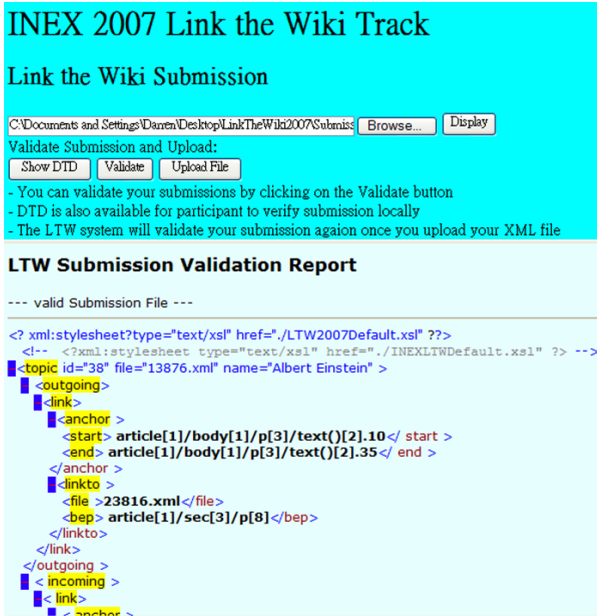 INEX 2007 Link the Wiki Track
Link the Wiki Submission
C:\Documents and Settings\Darren\Desktop\LinkTheWiki2007\Submiss Browse... Display
Validate Submission and Upload:
Show DTD Validate Upload File
- You can validate your submissions by clicking on the Validate button
- DTD is also available for participant to verify submission locally
- The LTW system will validate your submission agaion once you upload your XML file
LTW Submission Validation Report
--- valid Submission File ---
<? xml:stylesheet?type="text/xsl" href="./LTW2007Default.xsl" ??>
<!-- <?xml:stylesheet type="text/xsl" href="./INEXLTWDefault.xsl" ?> -->
-<topic id="38" file="13876.xml" name="Albert Einstein" >
- <outgoing>
-<link>
-<anchor >
<start> article[1]/body[1]/p[3]/text()[2].10</ start >
<end> article[1]/body[1]/p[3]/text()[2].35</ end >
</anchor >
-<linkto >
<file >23816.xml</file>
<bep> article[1]/sec[3]/p[8]</bep>
</linkto>
</link>
</outgoing >
- < incoming >
-< link>
- < anchor >